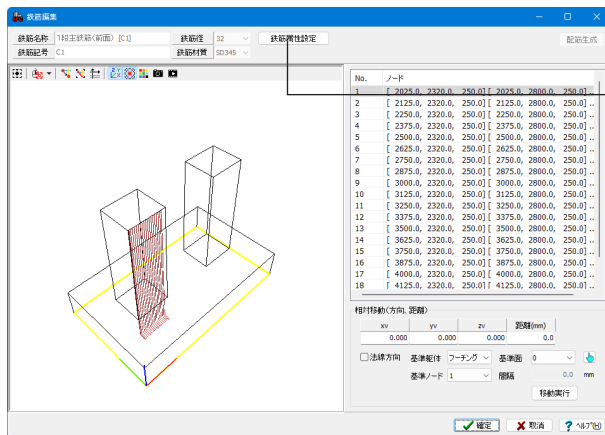 鉄筋編集
鉄筋名称 1段主鉄筋(前面) [C1] 鉄筋径 32 鉄筋属性設定 配筋生成
鉄筋記号 C1 鉄筋材質 SD345
No. ノード
1 [ 2025.0, 2320.0, 250.0] [ 2025.0, 2800.0, 250.0] ..
2 [ 2125.0, 2320.0, 250.0] [ 2125.0, 2800.0, 250.0] ..
3 [ 2250.0, 2320.0, 250.0] [ 2250.0, 2800.0, 250.0] ..
4 [ 2375.0, 2320.0, 250.0] [ 2375.0, 2800.0, 250.0] ..
5 [ 2500.0, 2320.0, 250.0] [ 2500.0, 2800.0, 250.0] ..
6 [ 2625.0, 2320.0, 250.0] [ 2625.0, 2800.0, 250.0] ..
7 [ 2750.0, 2320.0, 250.0] [ 2750.0, 2800.0, 250.0] ..
8 [ 2875.0, 2320.0, 250.0] [ 2875.0, 2800.0, 250.0] ..
9 [ 3000.0, 2320.0, 250.0] [ 3000.0, 2800.0, 250.0] ..
10 [ 3125.0, 2320.0, 250.0] [ 3125.0, 2800.0, 250.0] ..
11 [ 3250.0, 2320.0, 250.0] [ 3250.0, 2800.0, 250.0] ..
12 [ 3375.0, 2320.0, 250.0] [ 3375.0, 2800.0, 250.0] ..
13 [ 3500.0, 2320.0, 250.0] [ 3500.0, 2800.0, 250.0] ..
14 [ 3625.0, 2320.0, 250.0] [ 3625.0, 2800.0, 250.0] ..
15 [ 3750.0, 2320.0, 250.0] [ 3750.0, 2800.0, 250.0] ..
16 [ 3875.0, 2320.0, 250.0] [ 3875.0, 2800.0, 250.0] ..
17 [ 4000.0, 2320.0, 250.0] [ 4000.0, 2800.0, 250.0] ..
18 [ 4125.0, 2320.0, 250.0] [ 4125.0, 2800.0, 250.0] ..
相対移動(方向、距離)
xv yv zv 距離(mm)
0.000 0.000 0.000 0.0
法線方向 基準躯体 フーチング 基準面 0
基準ノード 1 間隔 0.0 mm
移動実行
確定 取消 ヘルプ(H)